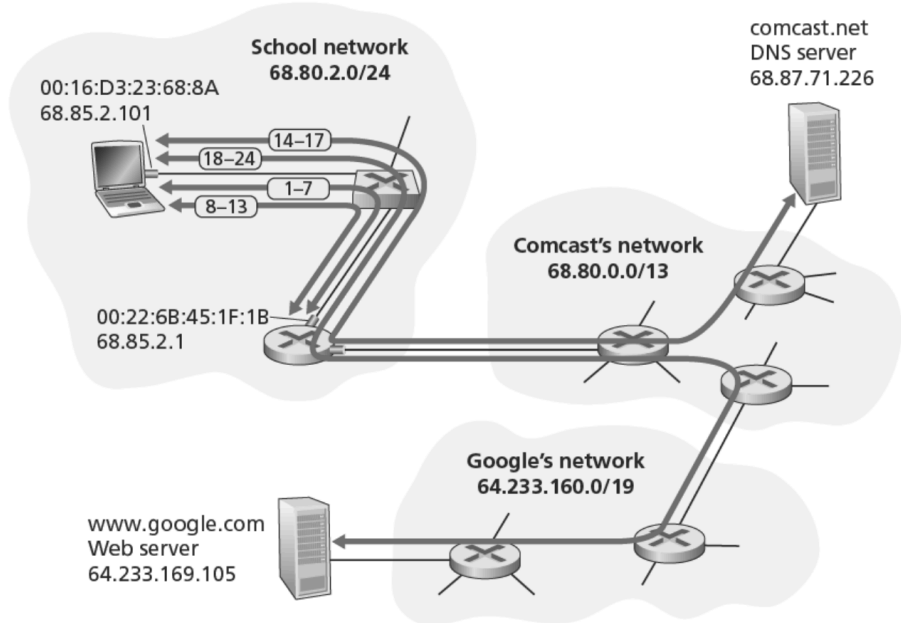 School network
68.80.2.0/24
comcast.net
DNS server
68.87.71.226
00:16:D3:23:68:8A
68.85.2.101
14–17
18–24
1–7
8–13
Comcast's network
68.80.0.0/13
00:22:6B:45:1F:1B
68.85.2.1
Google's network
64.233.160.0/19
www.google.com
Web server
64.233.169.105